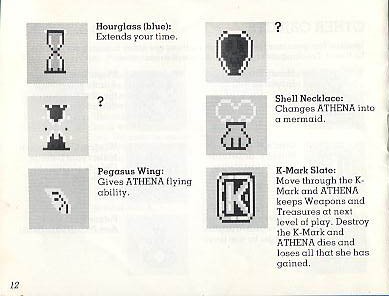 Hourglass (blue):
Extends your time.
?
Pegasus Wing:
Gives ATHENA flying
ability.
?
Shell Necklace:
Changes ATHENA into
a mermaid.
K
K-Mark Slate:
Move through the K-
Mark and ATHENA
keeps Weapons and
Treasures at next
level of play. Destroy
the K-Mark and
ATHENA dies and
loses all that she has
gained.
12